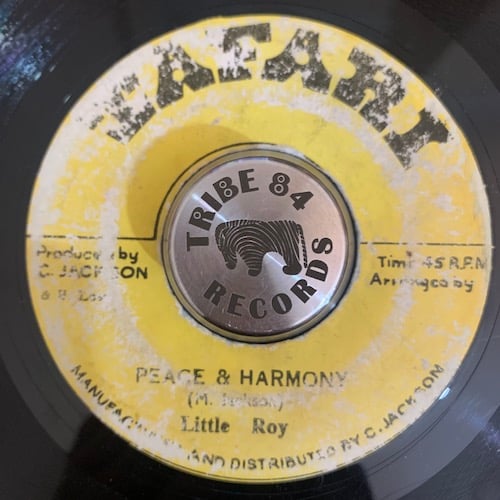 TAFARI
TRIBE 84
RECORDS
Produced by
C. JACKSON
Time 45 R.P.M
Arranged by
PEACE & HARMONY
(M. Jackson)
Little Roy
MANUFACTURED AND DISTRIBUTED BY C. JACKSON